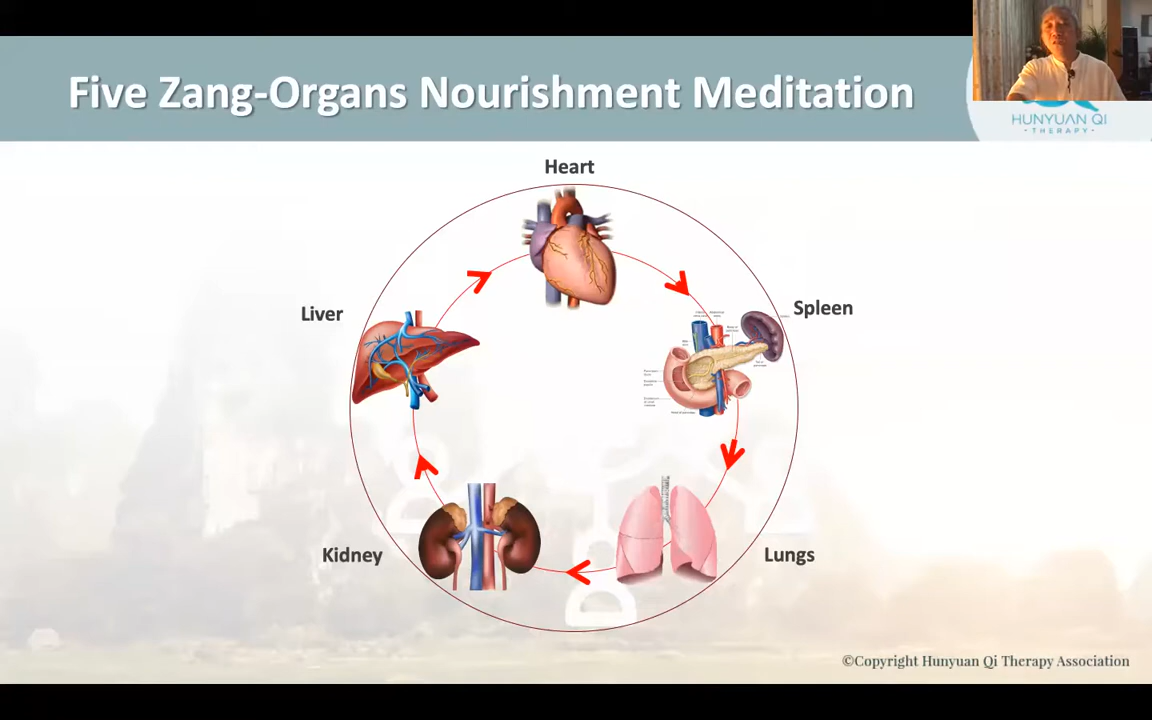 Five Zang-Organs Nourishment Meditation
HUNYUAN QI
• THERAPY •
Heart
Liver
Spleen
Kidney
Lungs
©Copyright Hunyuan Qi Therapy Association